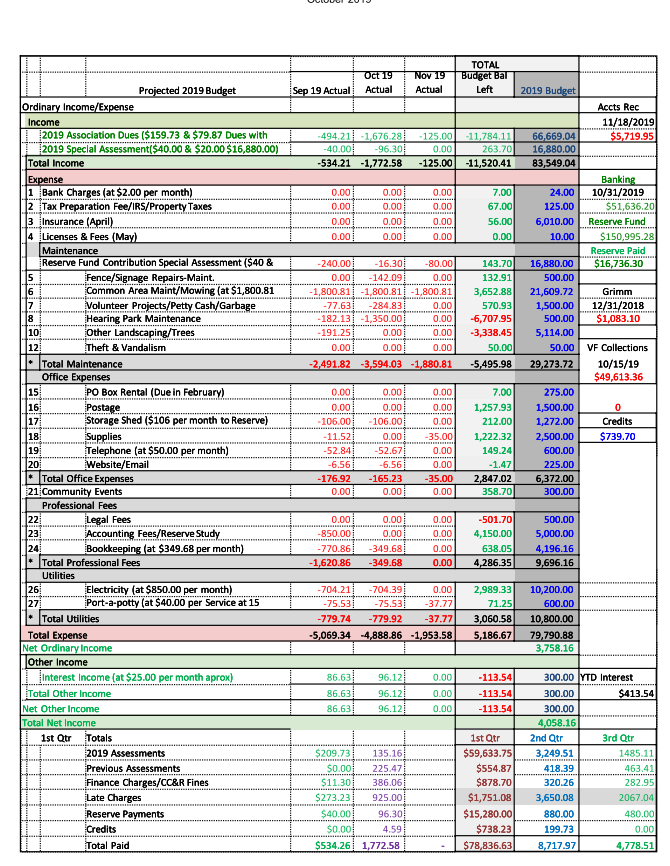 October 2019
TOTAL
Projected 2019 Budget Sep 19 Actual Oct 19 Actual Nov 19 Actual Budget Bal Left 2019 Budget
Ordinary Income/Expense Accts Rec
Income 11/18/2019
2019 Association Dues ($159.73 & $79.87 Dues with -494.21 -1,676.28 -125.00 -11,784.11 66,669.04 $5,719.95
2019 Special Assessment($40.00 & $20.00 $16,880.00) -40.00 -96.30 0.00 263.70 16,880.00
Total Income -534.21 -1,772.58 -125.00 -11,520.41 83,549.04
Expense Banking
1 Bank Charges (at $2.00 per month) 0.00 0.00 0.00 7.00 24.00 10/31/2019
2 Tax Preparation Fee/IRS/Property Taxes 0.00 0.00 0.00 67.00 125.00 $51,636.20
3 Insurance (April) 0.00 0.00 0.00 56.00 6,010.00 Reserve Fund
4 Licenses & Fees (May) 0.00 0.00 0.00 0.00 10.00 $150,995.28
Maintenance Reserve Paid
Reserve Fund Contribution Special Assessment ($40 & -240.00 -16.30 -80.00 143.70 16,880.00 $16,736.30
5 Fence/Signage Repairs-Maint. 0.00 -142.09 0.00 132.91 500.00
6 Common Area Maint/Mowing (at $1,800.81 -1,800.81 -1,800.81 -1,800.81 3,652.88 21,609.72 Grimm
7 Volunteer Projects/Petty Cash/Garbage -77.63 -284.83 0.00 570.93 1,500.00 12/31/2018
8 Hearing Park Maintenance -182.13 -1,350.00 0.00 -6,707.95 500.00 $1,083.10
10 Other Landscaping/Trees -191.25 0.00 0.00 -3,338.45 5,114.00
12 Theft & Vandalism 0.00 0.00 0.00 50.00 50.00 VF Collections
* Total Maintenance -2,491.82 -3,594.03 -1,880.81 -5,495.98 29,273.72 10/15/19
Office Expenses $49,613.36
15 PO Box Rental (Due in February) 0.00 0.00 0.00 7.00 275.00
16 Postage 0.00 0.00 0.00 1,257.93 1,500.00 0
17 Storage Shed ($106 per month to Reserve) -106.00 -106.00 0.00 212.00 1,272.00 Credits
18 Supplies -11.52 0.00 -35.00 1,222.32 2,500.00 $739.70
19 Telephone (at $50.00 per month) -52.84 -52.67 0.00 149.24 600.00
20 Website/Email -6.56 -6.56 0.00 -1.47 225.00
* Total Office Expenses -176.92 -165.23 -35.00 2,847.02 6,372.00
21 Community Events 0.00 0.00 0.00 358.70 300.00
Professional Fees
22 Legal Fees 0.00 0.00 0.00 -501.70 500.00
23 Accounting Fees/Reserve Study -850.00 0.00 0.00 4,150.00 5,000.00
24 Bookkeeping (at $349.68 per month) -770.86 -349.68 0.00 638.05 4,196.16
* Total Professional Fees -1,620.86 -349.68 0.00 4,286.35 9,696.16
Utilities
26 Electricity (at $850.00 per month) -704.21 -704.39 0.00 2,989.33 10,200.00
27 Port-a-potty (at $40.00 per Service at 15 -75.53 -75.53 -37.77 71.25 600.00
* Total Utilities -779.74 -779.92 -37.77 3,060.58 10,800.00
Total Expense -5,069.34 -4,888.86 -1,953.58 5,186.67 79,790.88
Net Ordinary Income 3,758.16
Other Income
Interest Income (at $25.00 per month aprox) 86.63 96.12 0.00 -113.54 300.00 YTD Interest
Total Other Income 86.63 96.12 0.00 -113.54 300.00 $413.54
Net Other Income 86.63 96.12 0.00 -113.54 300.00
Total Net Income 4,058.16
1st Qtr Totals 1st Qtr 2nd Qtr 3rd Qtr
2019 Assessments $209.73 135.16 $59,633.75 3,249.51 1485.11
Previous Assessments $0.00 225.47 $554.87 418.39 463.41
Finance Charges/CC&R Fines $11.30 386.06 $878.70 320.26 282.95
Late Charges $273.23 925.00 $1,751.08 3,650.08 2067.04
Reserve Payments $40.00 96.30 $15,280.00 880.00 480.00
Credits $0.00 4.59 $738.23 199.73 0.00
Total Paid $534.26 1,772.58 - $78,836.63 8,717.97 4,778.51